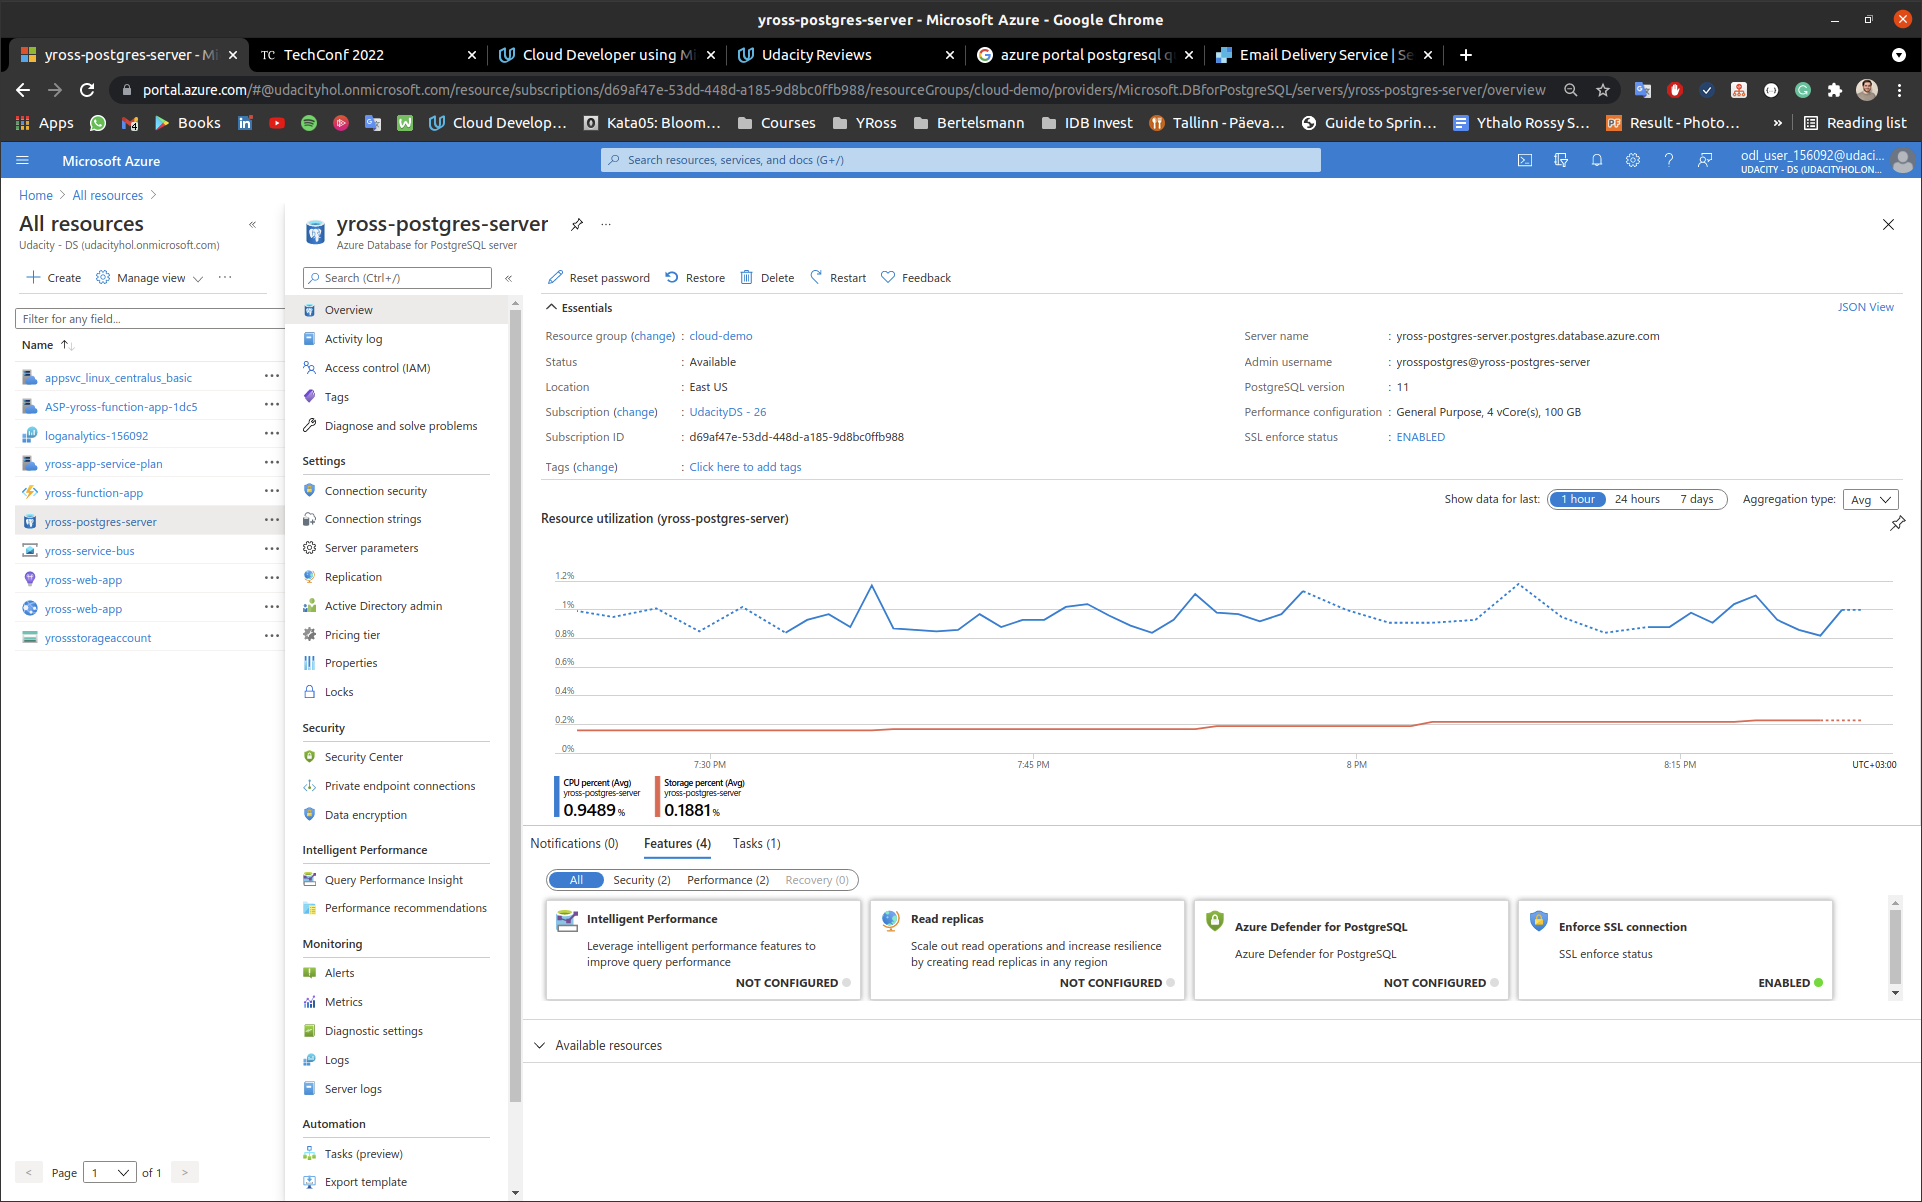 yross-postgres-server - Microsoft Azure - Google Chrome
yross-postgres-server - Mi
TC TechConf 2022
Cloud Developer using Mi
Udacity Reviews
azure portal postgresql q
Email Delivery Service | Se
portal.azure.com/#@udacityhol.onmicrosoft.com/resource/subscriptions/d69af47e-53dd-448d-a185-9d8bc0ffb988/resourceGroups/cloud-demo/providers/Microsoft.DBforPostgreSQL/servers/yross-postgres-server/overview
Apps
Books
Cloud Develop...
Kata05: Bloom...
Courses
YRoss
Bertelsmann
IDB Invest
Tallinn - Päeva...
Guide to Sprin...
Ythalo Rossy S...
Result - Photo...
»
Reading list
Microsoft Azure
Search resources, services, and docs (G+/)
odl_user_156092@udaci...
UDACITY - DS (UDACITYHOL.ON...
Home > All resources >
All resources
Udacity - DS (udacityhol.onmicrosoft.com)
Create
Manage view
Filter for any field...
Name
appsvc_linux_centralus_basic
ASP-yross-function-app-1dc5
loganalytics-156092
yross-app-service-plan
yross-function-app
yross-postgres-server
yross-service-bus
yross-web-app
yross-web-app
yrossstorageaccount
< Page 1 of 1 >
yross-postgres-server
Azure Database for PostgreSQL server
Search (Ctrl+/)
Overview
Activity log
Access control (IAM)
Tags
Diagnose and solve problems
Settings
Connection security
Connection strings
Server parameters
Replication
Active Directory admin
Pricing tier
Properties
Locks
Security
Security Center
Private endpoint connections
Data encryption
Intelligent Performance
Query Performance Insight
Performance recommendations
Monitoring
Alerts
Metrics
Diagnostic settings
Logs
Server logs
Automation
Tasks (preview)
Export template
Reset password
Restore
Delete
Restart
Feedback
Essentials
JSON View
Resource group (change) : cloud-demo
Status : Available
Location : East US
Subscription (change) : UdacityDS - 26
Subscription ID : d69af47e-53dd-448d-a185-9d8bc0ffb988
Tags (change) : Click here to add tags
Server name : yross-postgres-server.postgres.database.azure.com
Admin username : yrosspostgres@yross-postgres-server
PostgreSQL version : 11
Performance configuration : General Purpose, 4 vCore(s), 100 GB
SSL enforce status : ENABLED
Show data for last: 1 hour 24 hours 7 days Aggregation type: Avg
Resource utilization (yross-postgres-server)
1.2%
1%
0.8%
0.6%
0.4%
0.2%
0%
7:30 PM
7:45 PM
8 PM
8:15 PM
UTC+03:00
CPU percent (Avg)
yross-postgres-server
0.9489 %
Storage percent (Avg)
yross-postgres-server
0.1881 %
Notifications (0)
Features (4)
Tasks (1)
All
Security (2)
Performance (2)
Recovery (0)
Intelligent Performance
Leverage intelligent performance features to
improve query performance
NOT CONFIGURED
Read replicas
Scale out read operations and increase resilience
by creating read replicas in any region
NOT CONFIGURED
Azure Defender for PostgreSQL
Azure Defender for PostgreSQL
NOT CONFIGURED
Enforce SSL connection
SSL enforce status
ENABLED
Available resources